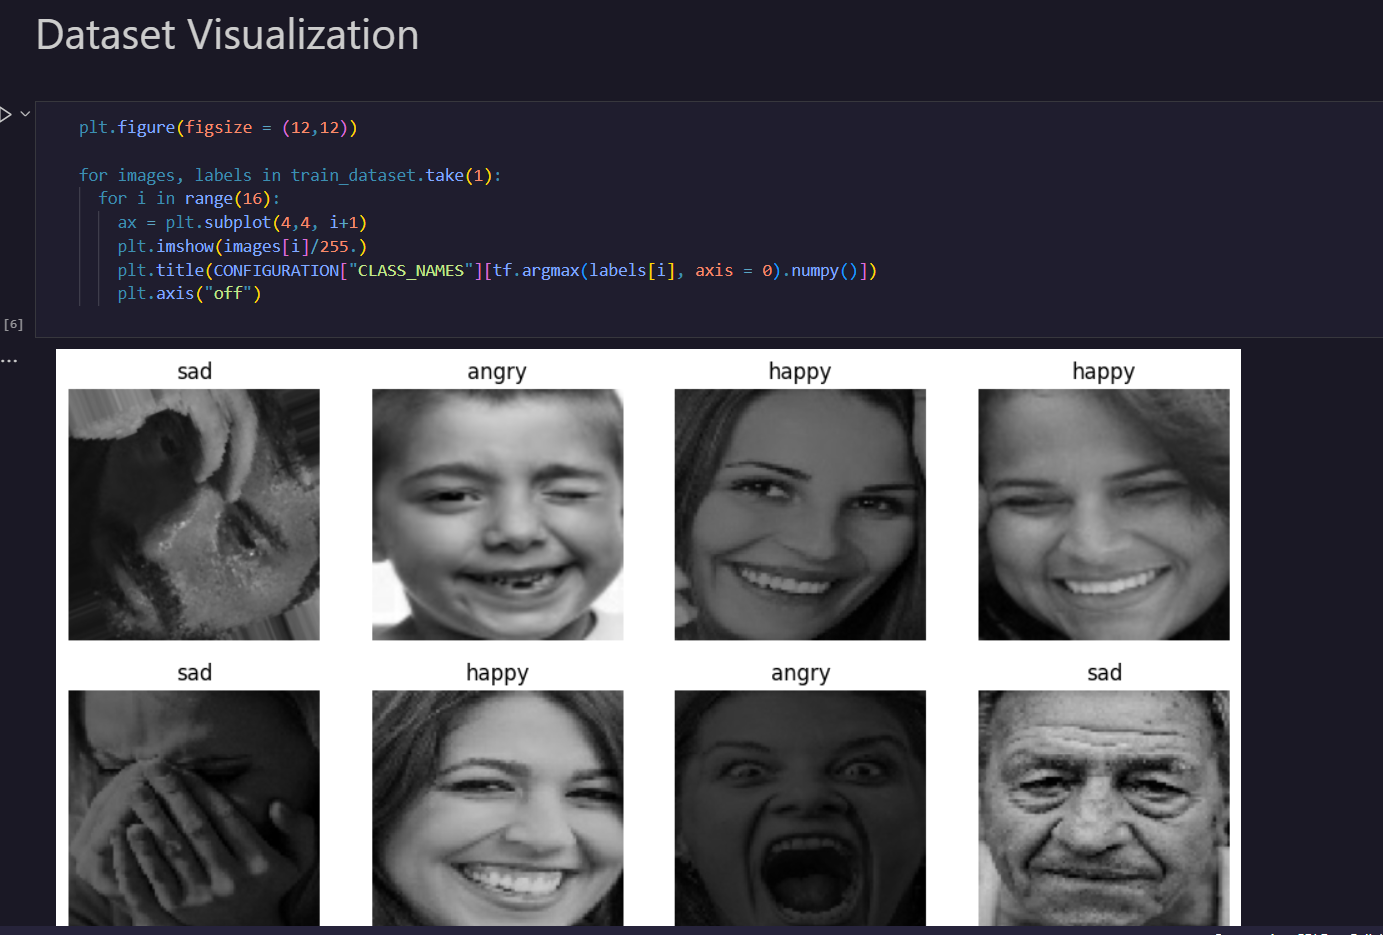 Dataset Visualization
plt.figure(figsize = (12,12))
for images, labels in train_dataset.take(1):
for i in range(16):
ax = plt.subplot(4,4, i+1)
plt.imshow(images[i]/255.)
plt.title(CONFIGURATION["CLASS_NAMES"][tf.argmax(labels[i], axis = 0).numpy()])
plt.axis("off")
[6]
...
sad angry happy happy
sad happy angry sad